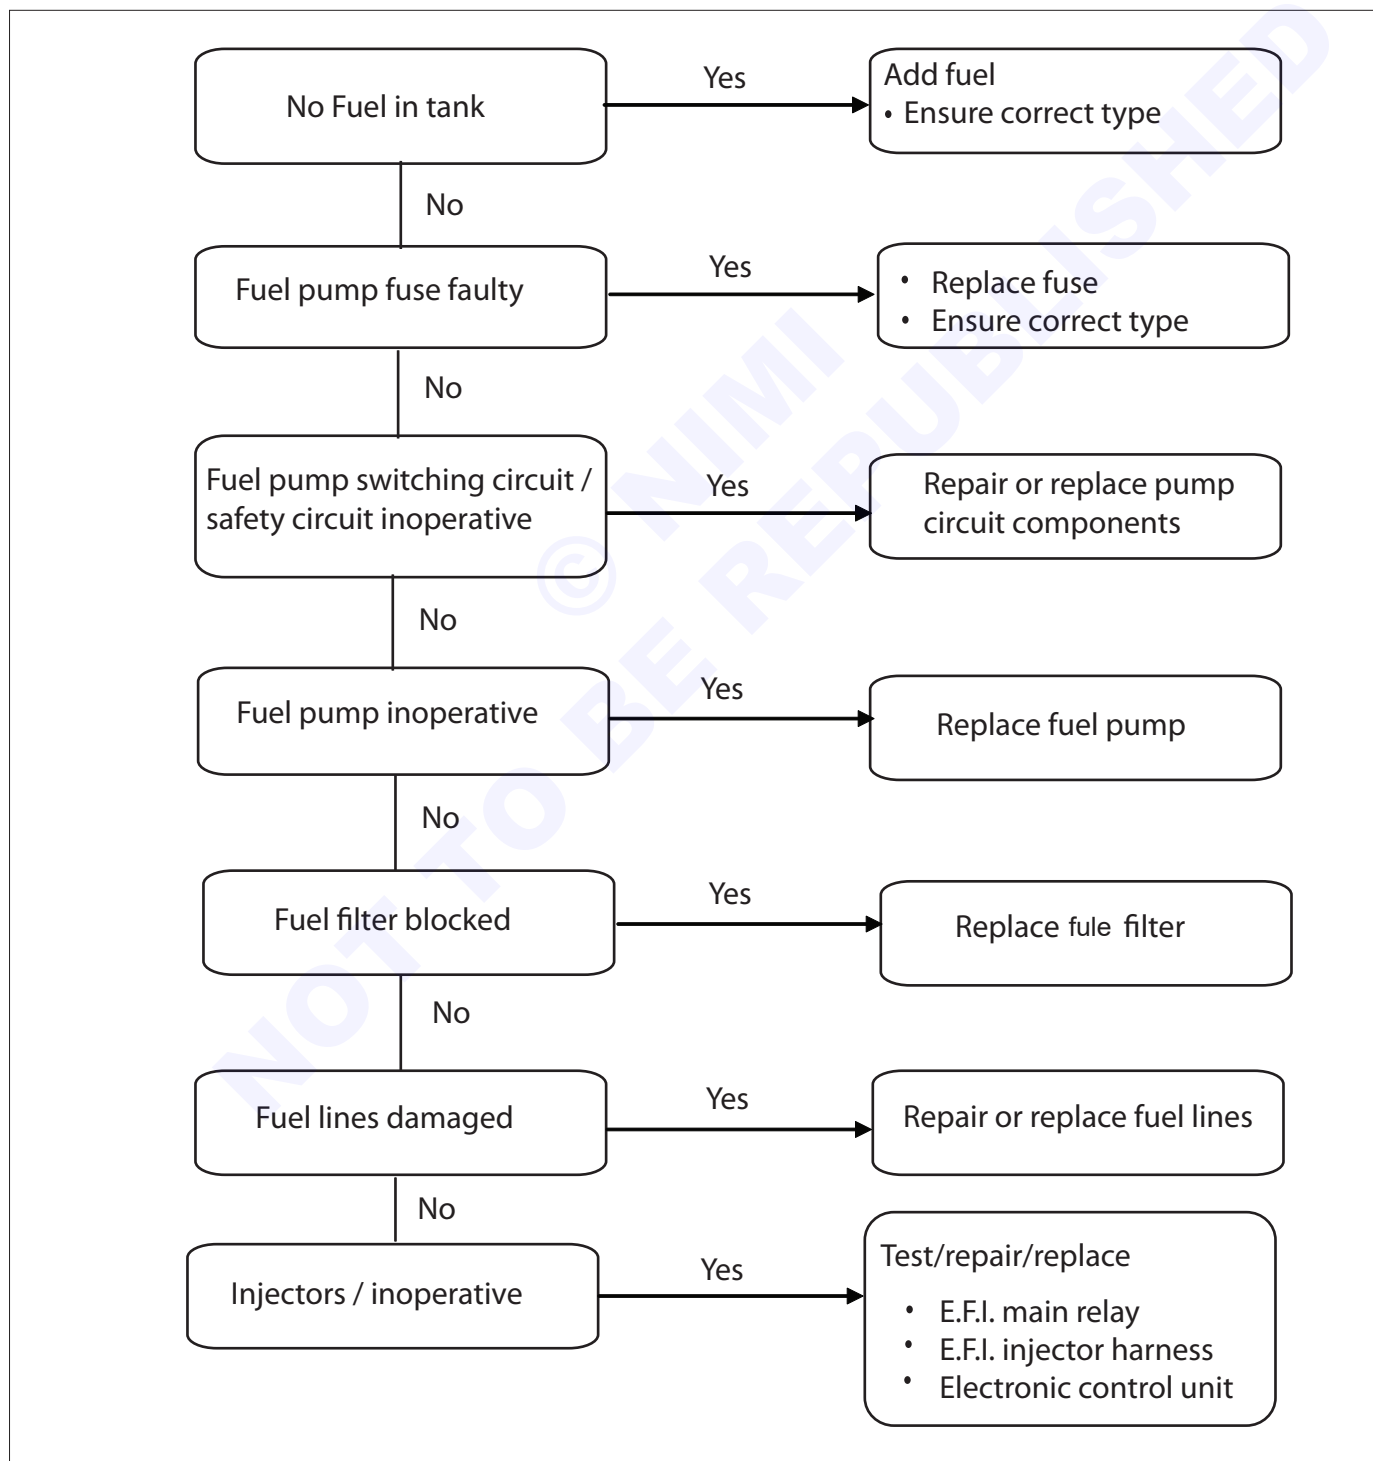 No Fuel in tank
Yes
Add fuel
• Ensure correct type
No
Fuel pump fuse faulty
Yes
• Replace fuse
• Ensure correct type
No
Fuel pump switching circuit /
safety circuit inoperative
Yes
Repair or replace pump
circuit components
No
Fuel pump inoperative
Yes
Replace fuel pump
No
Fuel filter blocked
Yes
Replace fule filter
No
Fuel lines damaged
Yes
Repair or replace fuel lines
No
Injectors / inoperative
Yes
Test/repair/replace
• E.F.I. main relay
• E.F.I. injector harness
• Electronic control unit
© NIMI
NOT TO BE REPUBLISHED